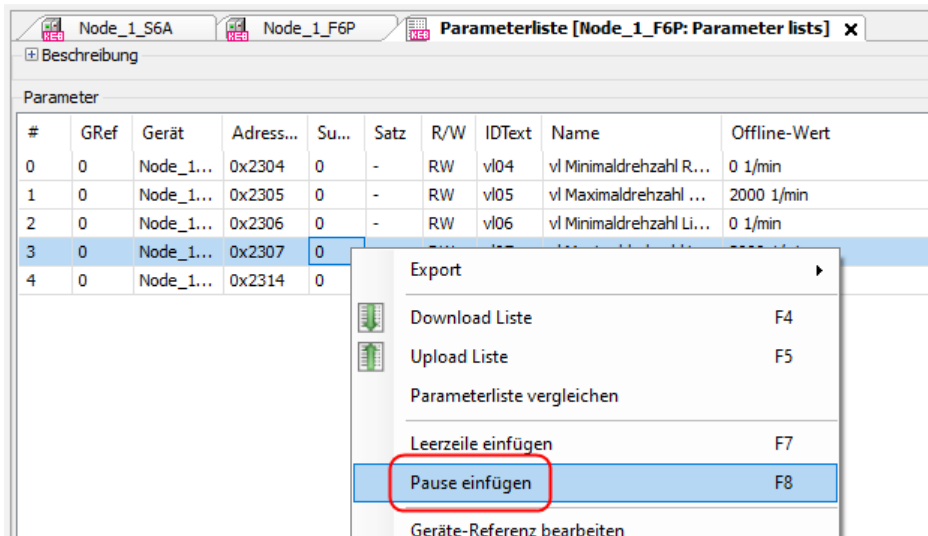 Node_1_S6A Node_1_F6P Parameterliste [Node_1_F6P: Parameter lists] x
Beschreibung
Parameter
# GRef Gerät Adress... Su... Satz R/W IDText Name Offline-Wert
0 0 Node_1... 0x2304 0 - RW vl04 vl Minimaldrehzahl R... 0 1/min
1 0 Node_1... 0x2305 0 - RW vl05 vl Maximaldrehzahl ... 2000 1/min
2 0 Node_1... 0x2306 0 - RW vl06 vl Minimaldrehzahl Li... 0 1/min
3 0 Node_1... 0x2307 0
4 0 Node_1... 0x2314 0
Export
Download Liste F4
Upload Liste F5
Parameterliste vergleichen
Leerzeile einfügen F7
Pause einfügen F8
Geräte-Referenz bearbeiten